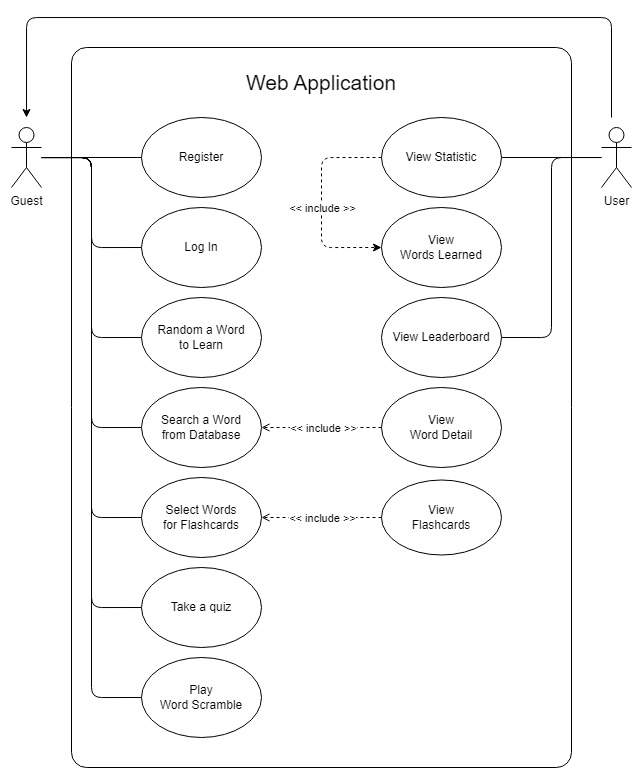 Web Application
Guest
User
Register
Log In
Random a Word
to Learn
Search a Word
from Database
Select Words
for Flashcards
Take a quiz
Play
Word Scramble
View Statistic
<< include >>
View
Words Learned
View Leaderboard
<< include >>
View
Word Detail
<< include >>
View
Flashcards